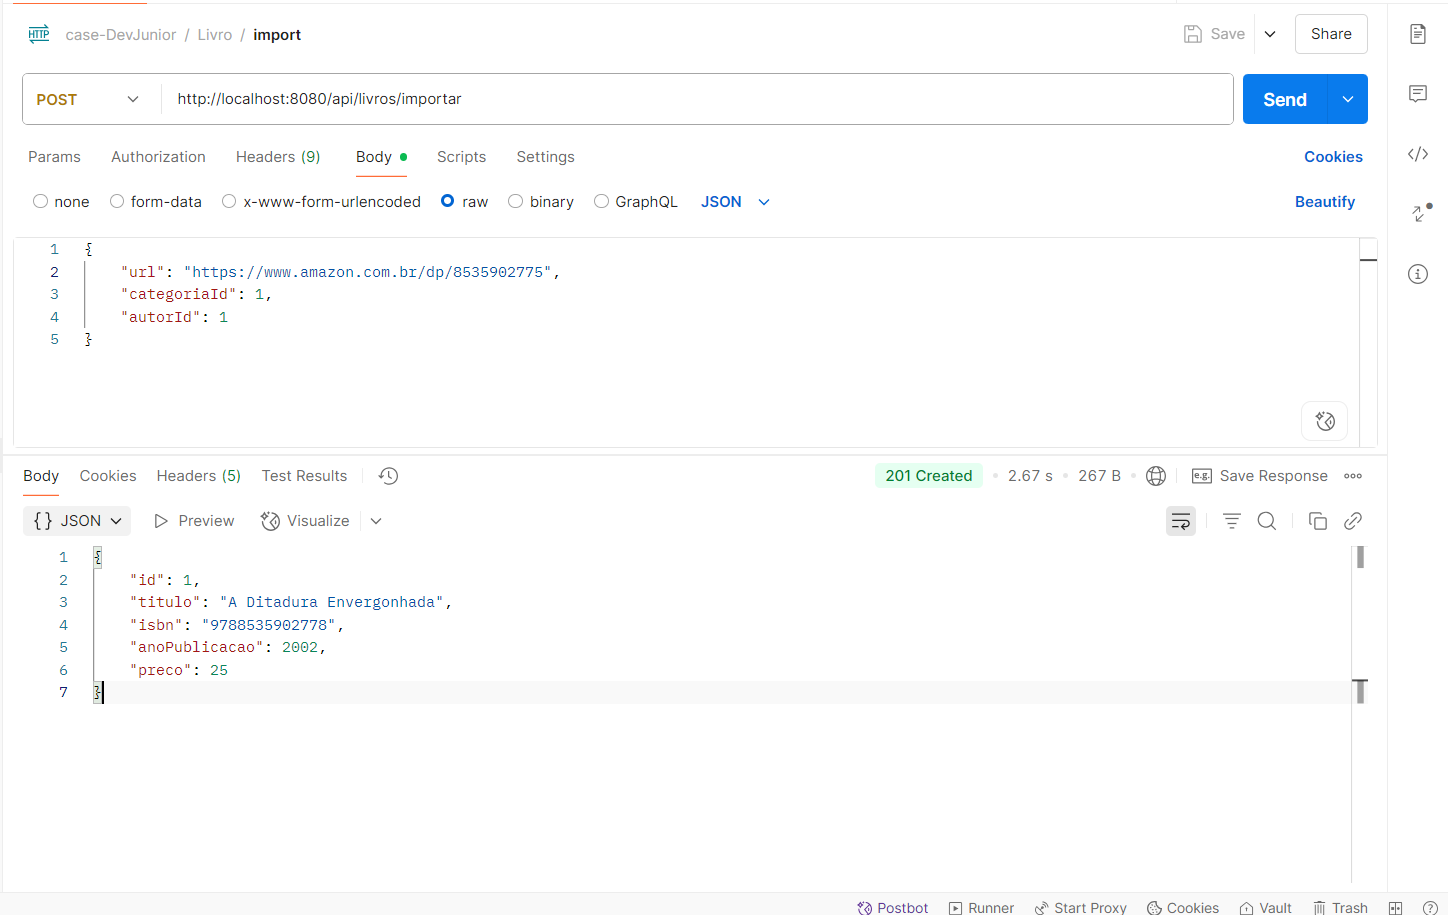 HTTP case-DevJunior / Livro / import Save Share
POST http://localhost:8080/api/livros/importar Send
Params Authorization Headers (9) Body Scripts Settings Cookies
none form-data x-www-form-urlencoded raw binary GraphQL JSON Beautify
1 {
2 "url": "https://www.amazon.com.br/dp/8535902775",
3 "categoriaId": 1,
4 "autorId": 1
5 }
Body Cookies Headers (5) Test Results 201 Created 2.67 s 267 B e.g. Save Response
{} JSON Preview Visualize
1 {
2 "id": 1,
3 "titulo": "A Ditadura Envergonhada",
4 "isbn": "9788535902778",
5 "anoPublicacao": 2002,
6 "preco": 25
7 }
Postbot Runner Start Proxy Cookies Vault Trash